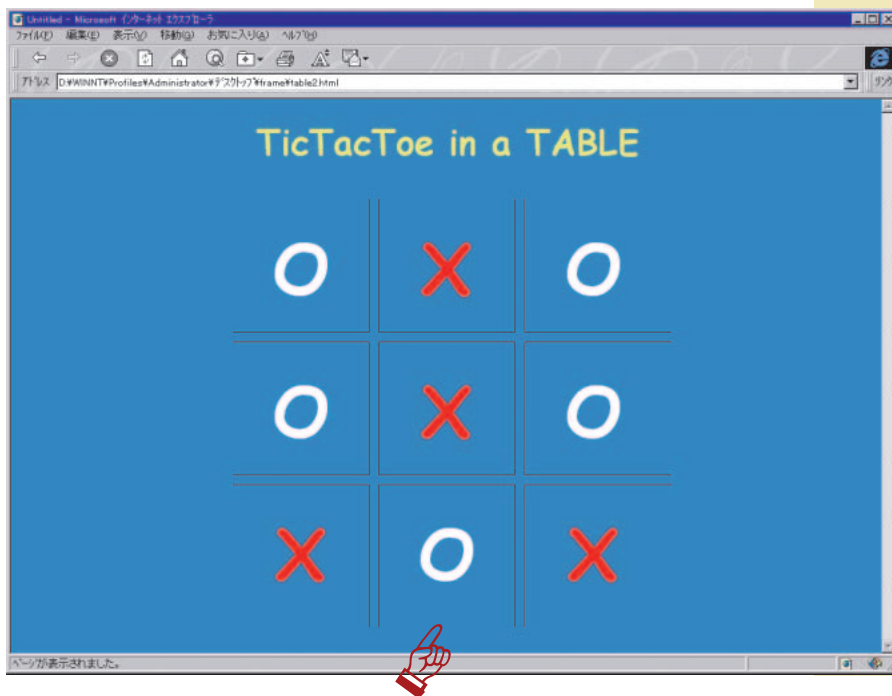 Untitled - Microsoft インターネット エクスプローラ
ファイル(F) 編集(E) 表示(V) 移動(G) お気に入り(A) ヘルプ(H)
アドレス D:¥WINNT¥Profiles¥Administrator¥デスクトップ¥frame¥table2.html リンク
TicTacToe in a TABLE
O X O
O X O
X O X
ページが表示されました。